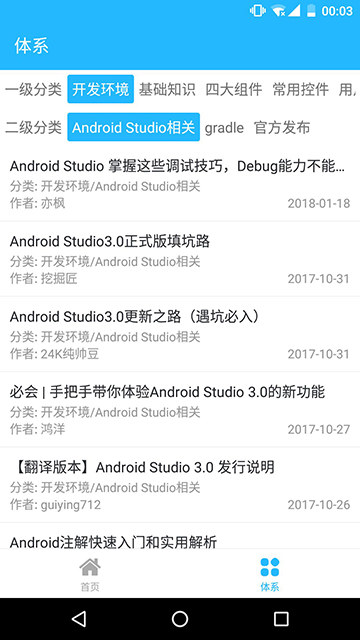 00:03
体系
一级分类 开发环境 基础知识 四大组件 常用控件
二级分类 Android Studio相关 gradle 官方发布
Android Studio 掌握这些调试技巧，Debug能力不能...
分类: 开发环境/Android Studio相关
作者: 亦枫 2018-01-18
Android Studio3.0正式版填坑路
分类: 开发环境/Android Studio相关
作者: 挖掘匠 2017-10-31
Android Studio3.0更新之路（遇坑必入）
分类: 开发环境/Android Studio相关
作者: 24K纯帅豆 2017-10-31
必会 | 手把手带你体验Android Studio 3.0的新功能
分类: 开发环境/Android Studio相关
作者: 鸿洋 2017-10-27
【翻译版本】Android Studio 3.0 发行说明
分类: 开发环境/Android Studio相关
作者: guiying712 2017-10-26
Android注解快速入门和实用解析
首页 体系